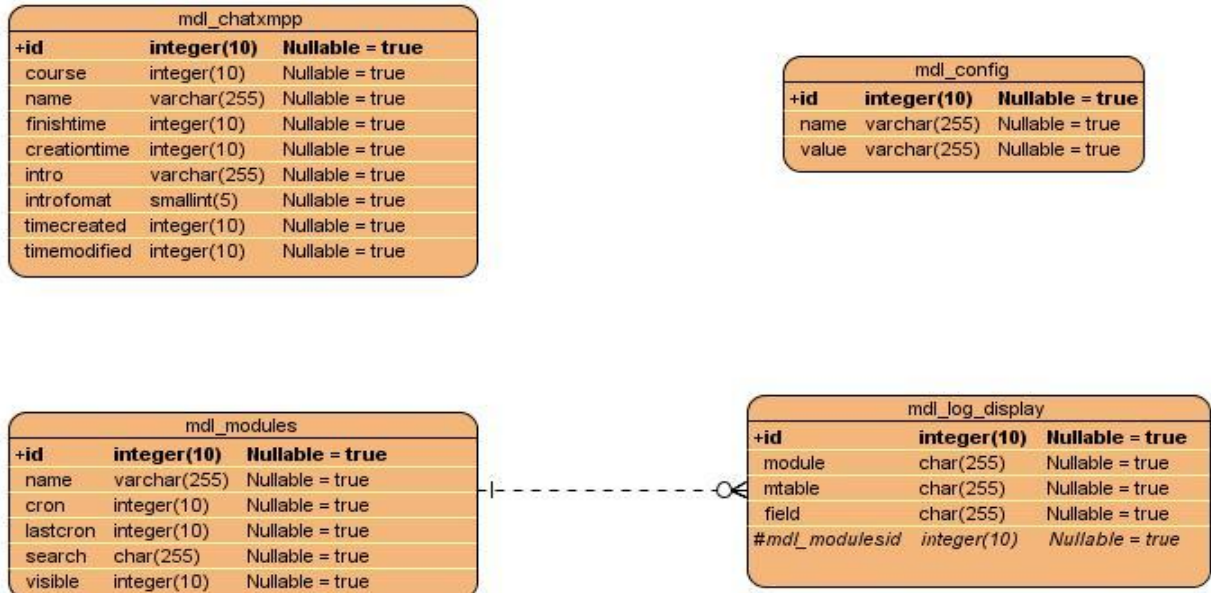 mdl_chatxmpp
+id integer(10) Nullable = true
course integer(10) Nullable = true
name varchar(255) Nullable = true
finishtime integer(10) Nullable = true
creationtime integer(10) Nullable = true
intro varchar(255) Nullable = true
introfomat smallint(5) Nullable = true
timecreated integer(10) Nullable = true
timemodified integer(10) Nullable = true
mdl_config
+id integer(10) Nullable = true
name varchar(255) Nullable = true
value varchar(255) Nullable = true
mdl_modules
+id integer(10) Nullable = true
name varchar(255) Nullable = true
cron integer(10) Nullable = true
lastcron integer(10) Nullable = true
search char(255) Nullable = true
visible integer(10) Nullable = true
mdl_log_display
+id integer(10) Nullable = true
module char(255) Nullable = true
mtable char(255) Nullable = true
field char(255) Nullable = true
#mdl_modulesid integer(10) Nullable = true